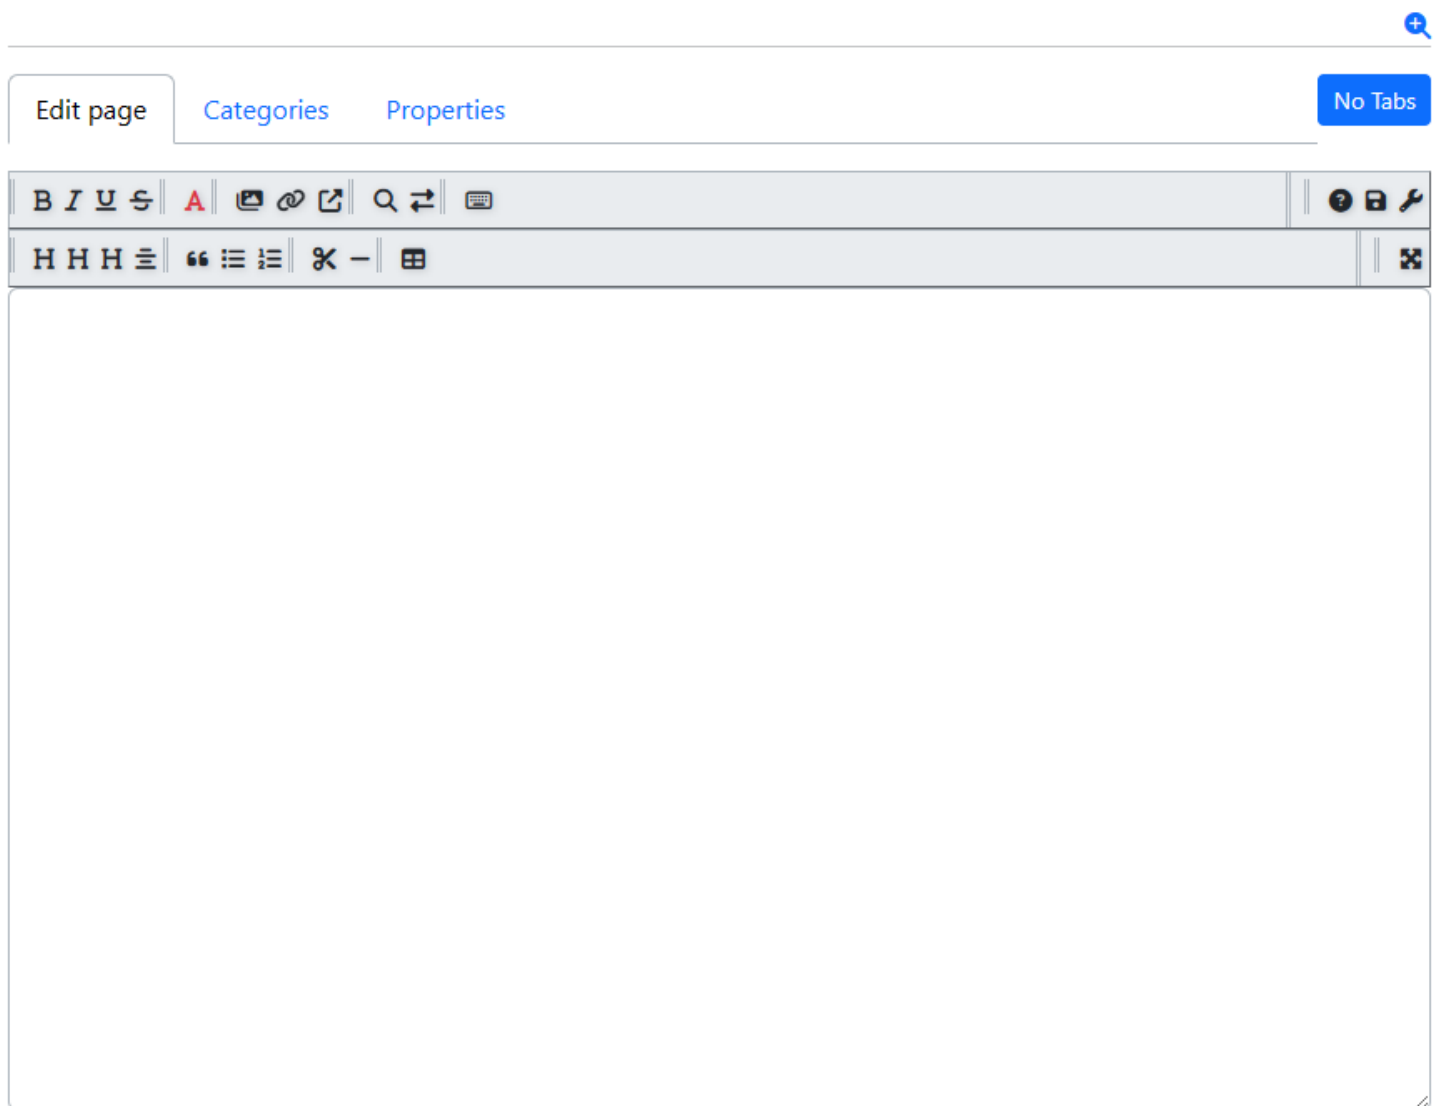 Edit page
Categories
Properties
No Tabs
B I U S A
H H H